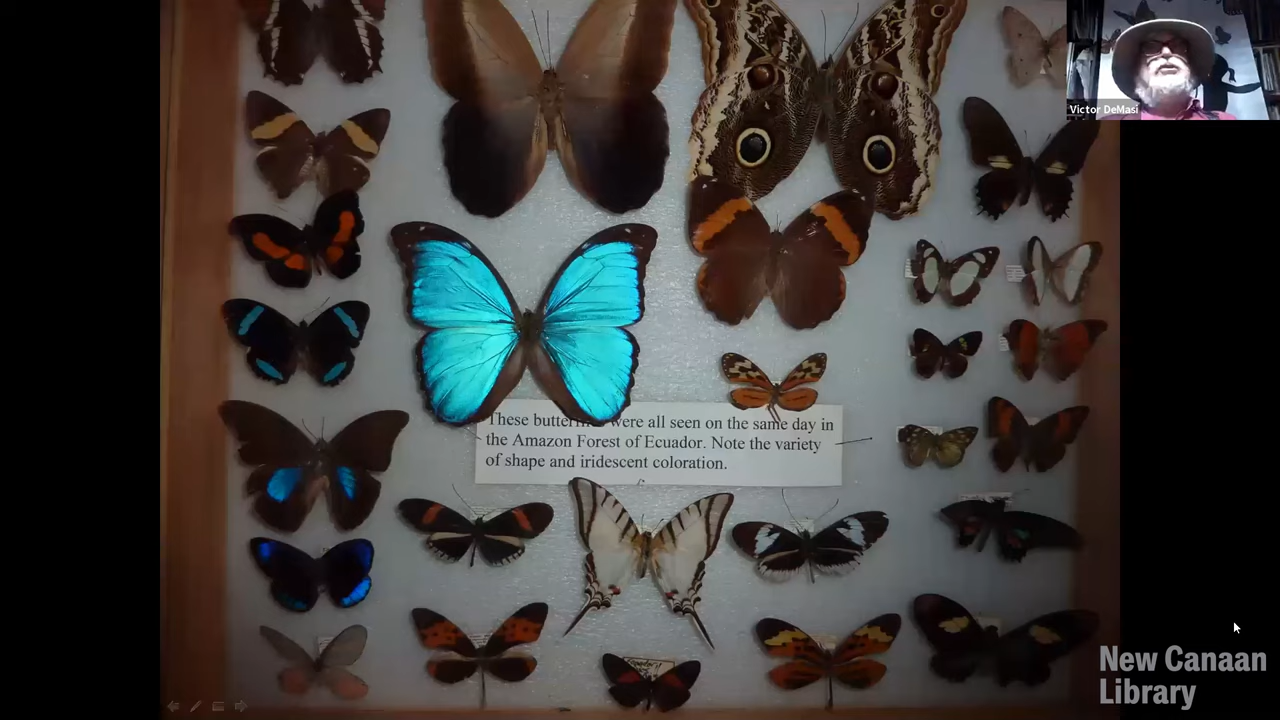 Victor DeMasi
These butterflies were all seen on the same day in
the Amazon Forest of Ecuador. Note the variety
of shape and iridescent coloration.
New Canaan
Library